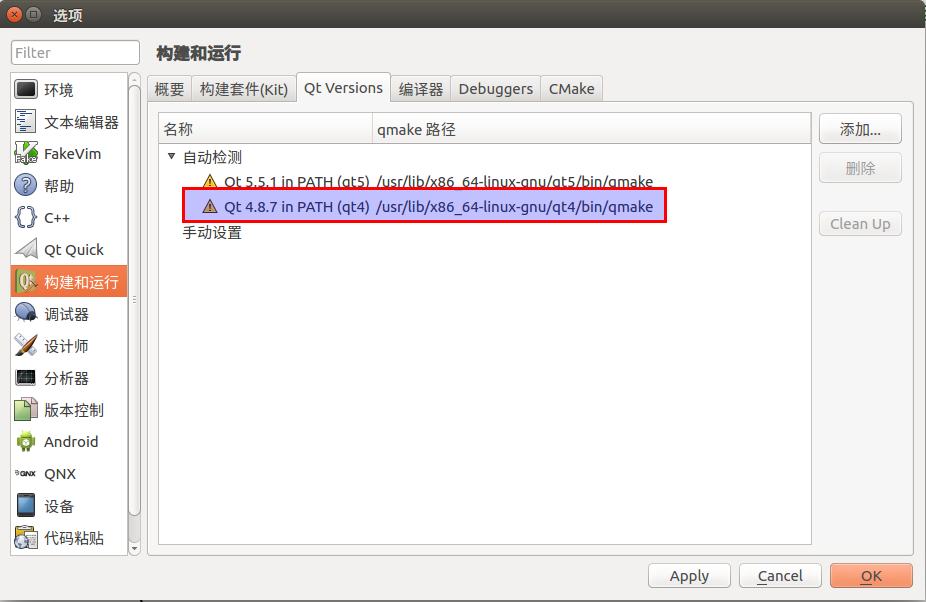 选项
Filter
构建和运行
环境
文本编辑器
FakeVim
帮助
C++
Qt Quick
构建和运行
调试器
设计师
分析器
版本控制
Android
QNX
QNX
设备
代码粘贴
概要 构建套件(Kit) Qt Versions 编译器 Debuggers CMake
名称 qmake 路径
自动检测
Qt 5.5.1 in PATH (qt5) /usr/lib/x86_64-linux-gnu/qt5/bin/qmake
Qt 4.8.7 in PATH (qt4) /usr/lib/x86_64-linux-gnu/qt4/bin/qmake
手动设置
添加...
删除
Clean Up
Apply Cancel OK